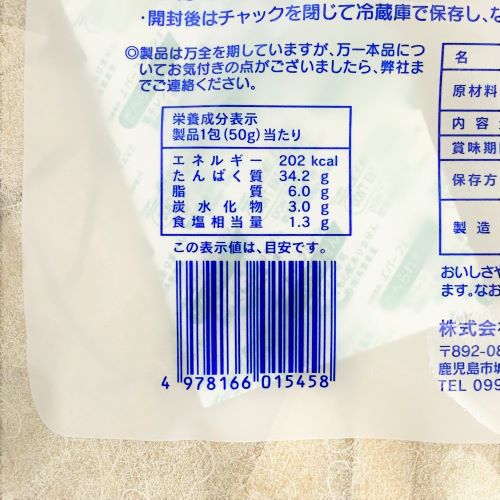 ・開封後はチャックを閉じて冷蔵庫で保存し、な
◎製品は万全を期していますが、万一本品につ
いてお気付きの点がございましたら、弊社ま
でご連絡ください。
栄養成分表示
製品1包(50g)当たり
エネルギー 202 kcal
たんぱく質 34.2 g
脂質 6.0 g
炭水化物 3.0 g
食塩相当量 1.3 g
この表示値は、目安です。
4 978166 015458
名
原材料
内容
賞味期
保存方
製造
おいしさや
ます。なお
株式会
〒892-08
鹿児島市城
TEL 099